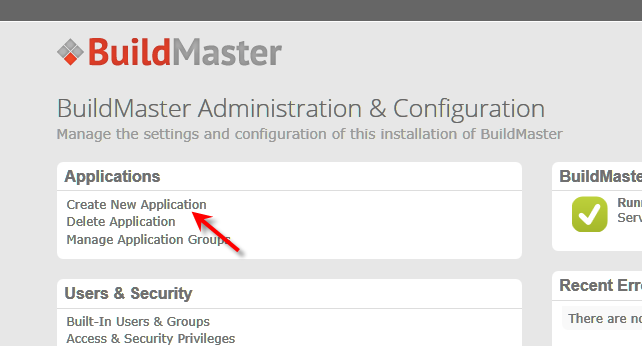 BuildMaster
BuildMaster Administration & Configuration
Manage the settings and configuration of this installation of BuildMaster
Applications
Create New Application
Delete Application
Manage Application Groups
Users & Security
Built-In Users & Groups
Access & Security Privileges
BuildMaste
Runn
Serv
Recent Erro
There are no